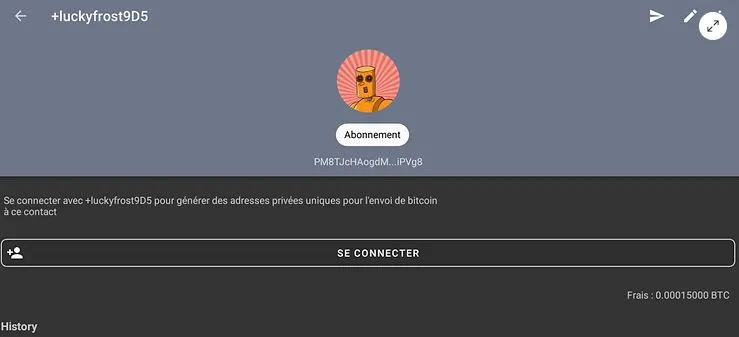 +luckyfrost9D5
Abonnement
PM8TJcHAogdM...iPVg8
Se connecter avec +luckyfrost9D5 pour générer des adresses privées uniques pour l'envoi de bitcoin
à ce contact
SE CONNECTER
Frais : 0.00015000 BTC
History